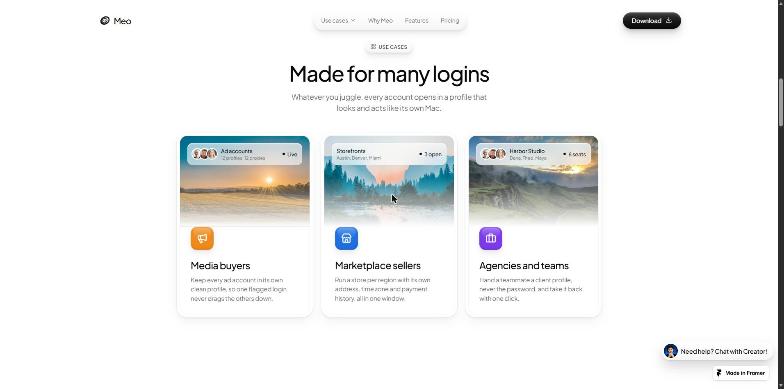 Meo
Use cases
Why Meo
Features
Pricing
Download
USE CASES
Made for many logins
Whatever you juggle, every account opens in a profile that
looks and acts like its own Mac.
Ad accounts
Live
Storefronts
Austin, Denver, Miami
3 open
Harbor Studio
Dana, Theo, Maya
6 seats
Media buyers
Keep every ad account in its own
clean profile, so one flagged login
never drags the others down.
Marketplace sellers
Run a store per region with its own
address, time zone and payment
history, all in one window.
Agencies and teams
Hand a teammate a client profile,
never the password, and take it back
with one click.
Need help? Chat with Creator!
Made in Framer